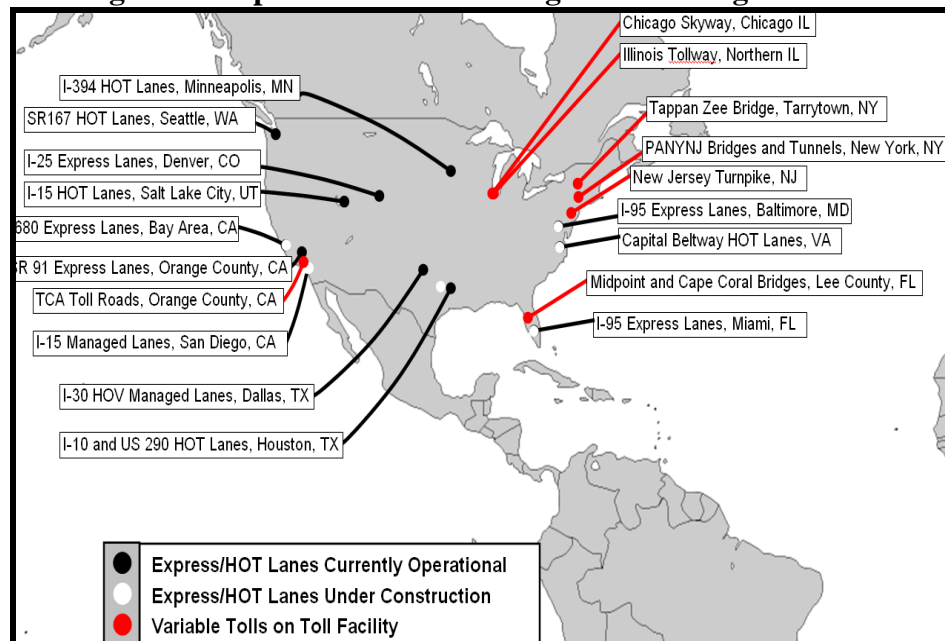 Chicago Skyway, Chicago IL
Illinois Tollway, Northern IL
I-394 HOT Lanes, Minneapolis, MN
Tappan Zee Bridge, Tarrytown, NY
SR167 HOT Lanes, Seattle, WA
PANYNJ Bridges and Tunnels, New York, NY
I-25 Express Lanes, Denver, CO
New Jersey Turnpike, NJ
I-15 HOT Lanes, Salt Lake City, UT
I-95 Express Lanes, Baltimore, MD
680 Express Lanes, Bay Area, CA
Capital Beltway HOT Lanes, VA
SR 91 Express Lanes, Orange County, CA
Midpoint and Cape Coral Bridges, Lee County, FL
TCA Toll Roads, Orange County, CA
I-95 Express Lanes, Miami, FL
I-15 Managed Lanes, San Diego, CA
I-30 HOV Managed Lanes, Dallas, TX
I-10 and US 290 HOT Lanes, Houston, TX
Express/HOT Lanes Currently Operational
Express/HOT Lanes Under Construction
Variable Tolls on Toll Facility